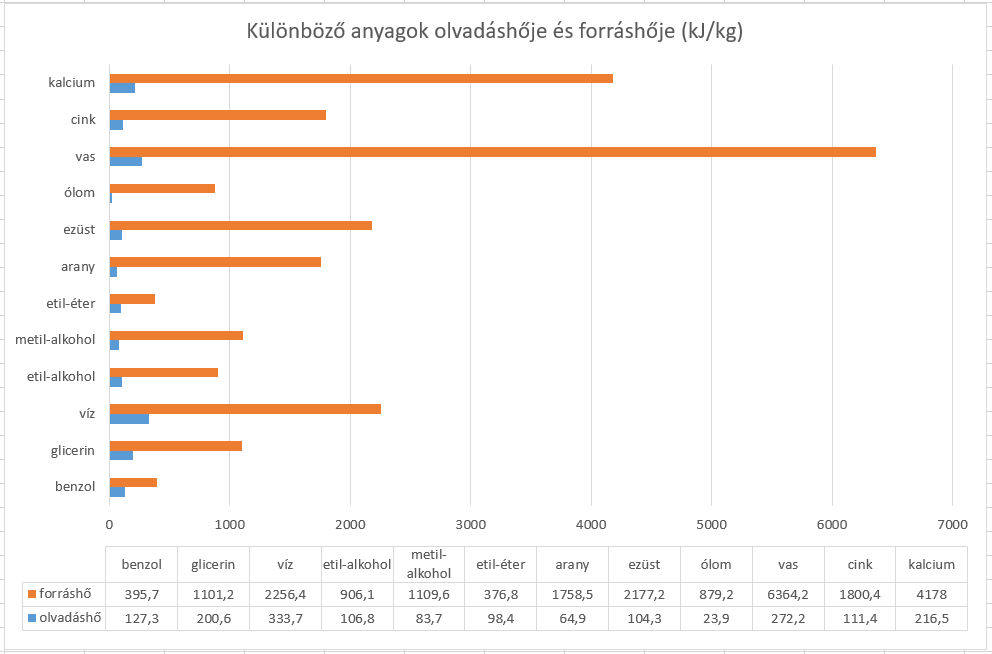 Különböző anyagok olvadáshője és forráshője (kJ/kg)
kalcium
cink
vas
ólom
ezüst
arany
etil-éter
metil-alkohol
etil-alkohol
víz
glicerin
benzol
0 1000 2000 3000 4000 5000 6000 7000
benzol glicerin víz etil-alkohol metil-alkohol etil-éter arany ezüst ólom vas cink kalcium
forráshő 395,7 1101,2 2256,4 906,1 1109,6 376,8 1758,5 2177,2 879,2 6364,2 1800,4 4178
olvadáshő 127,3 200,6 333,7 106,8 83,7 98,4 64,9 104,3 23,9 272,2 111,4 216,5